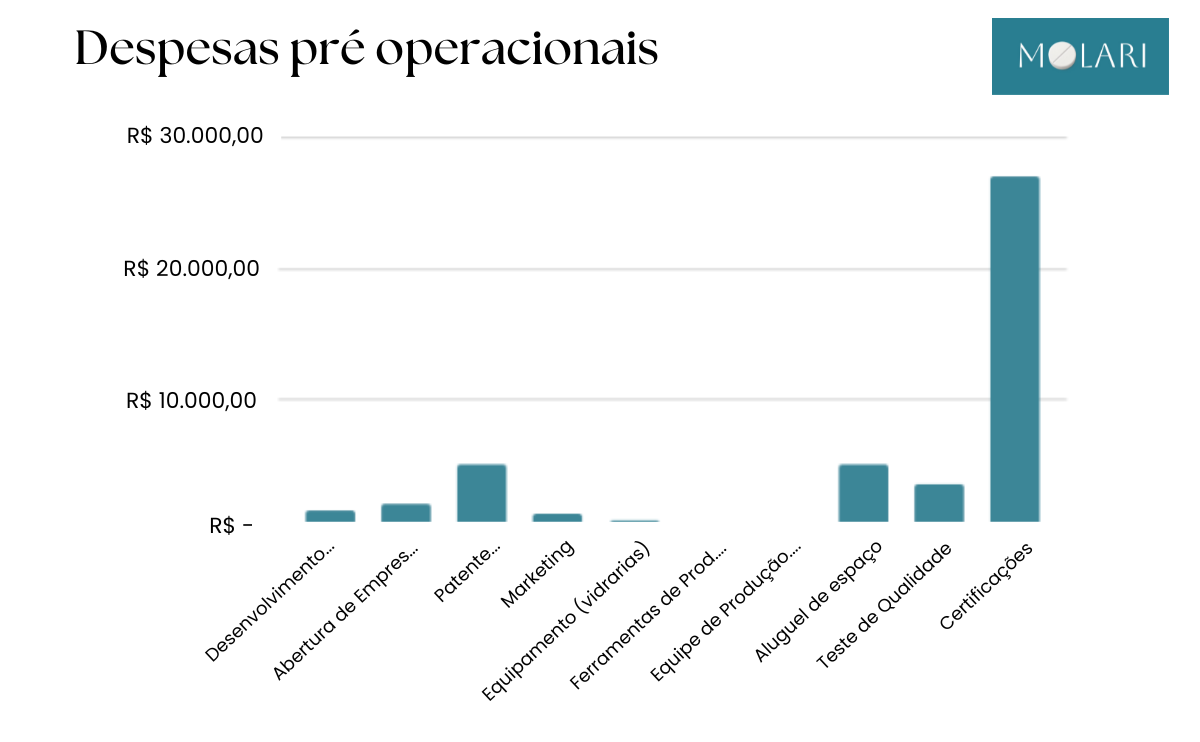 Despesas pré operacionais
MOLARI
R$ 30.000,00
R$ 20.000,00
R$ 10.000,00
R$ -
Desenvolvimento...
Abertura de Empres...
Patente...
Marketing
Equipamento (vidrarias)
Ferramentas de Prod....
Equipe de Produção....
Aluguel de espaço
Teste de Qualidade
Certificações